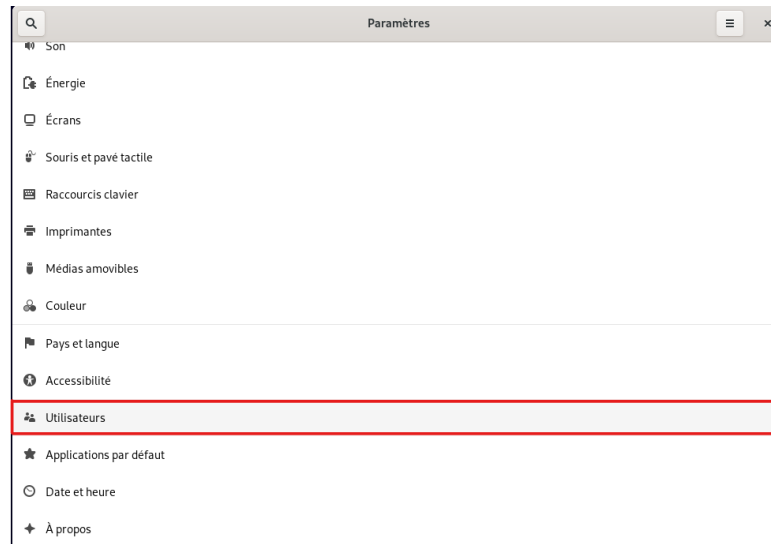 Paramètres
Son
Énergie
Écrans
Souris et pavé tactile
Raccourcis clavier
Imprimantes
Médias amovibles
Couleur
Pays et langue
Accessibilité
Utilisateurs
Applications par défaut
Date et heure
À propos